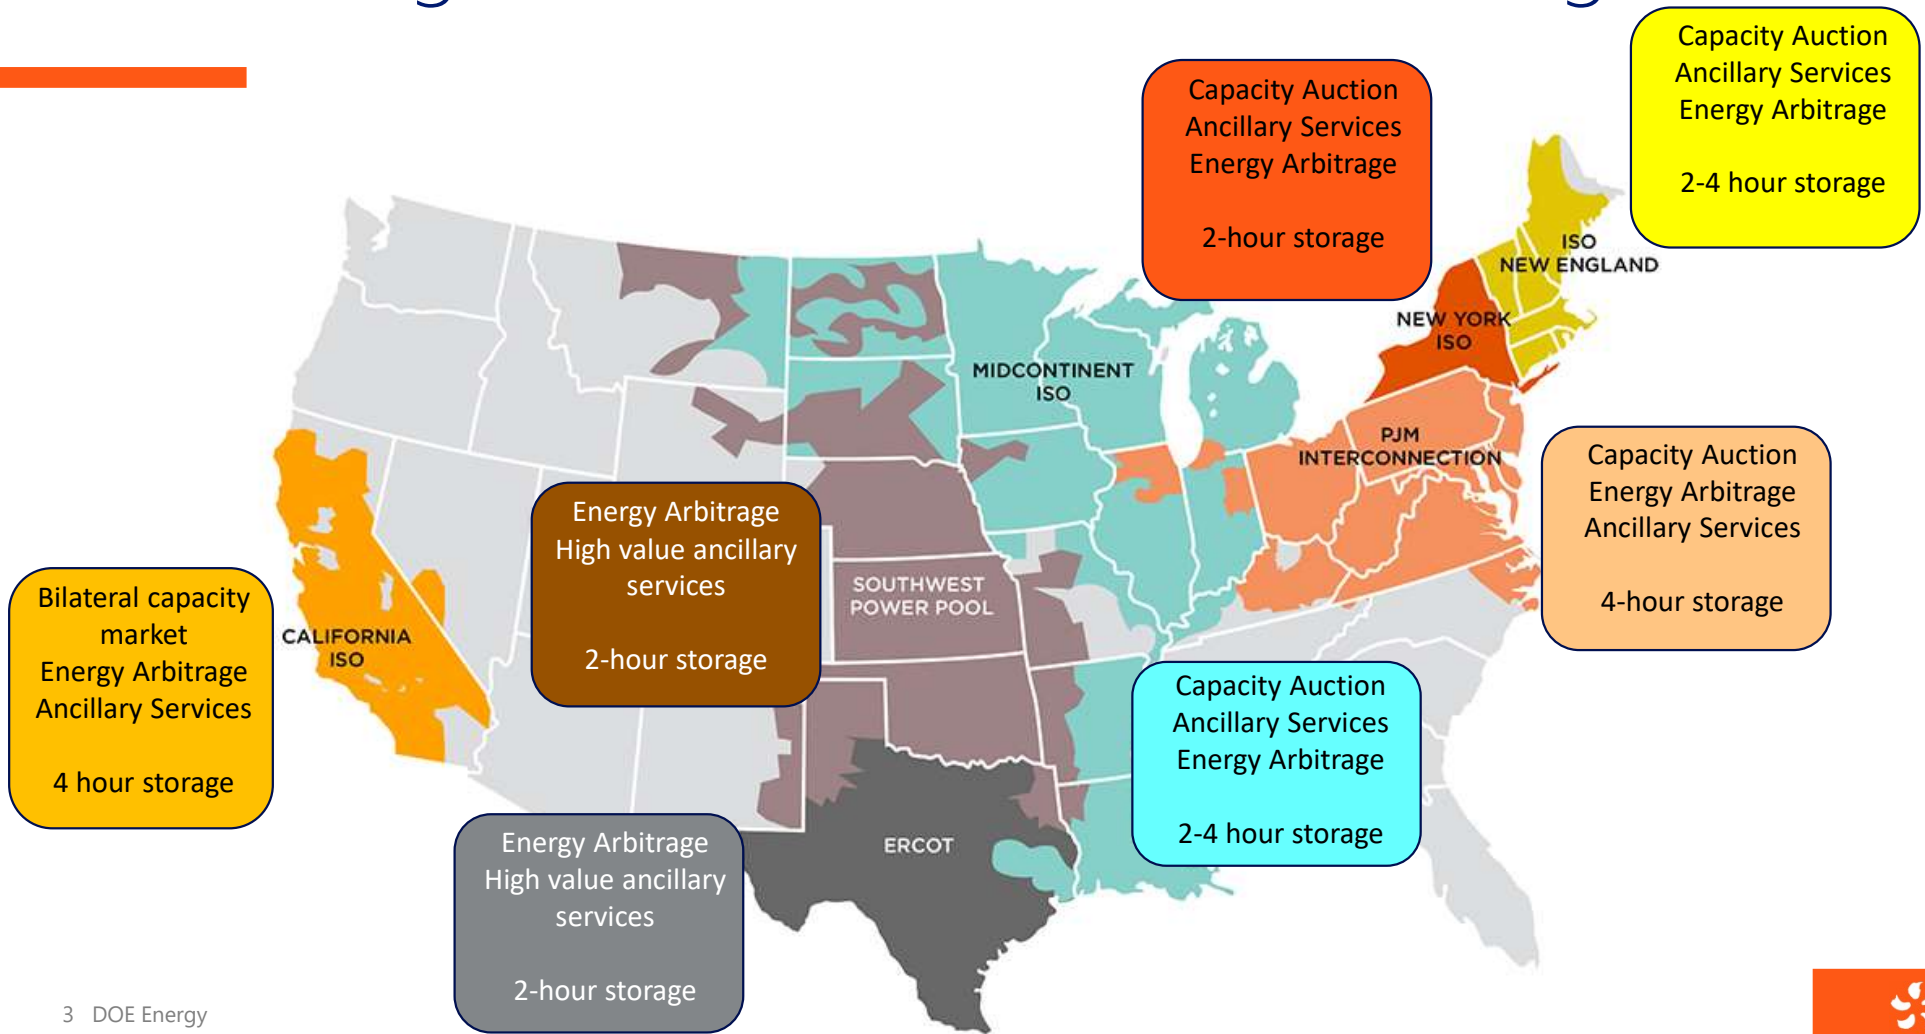 Capacity Auction
Ancillary Services
Energy Arbitrage
2-4 hour storage
Capacity Auction
Ancillary Services
Energy Arbitrage
2-hour storage
ISO
NEW ENGLAND
NEW YORK
ISO
MIDCONTINENT
ISO
PJM
INTERCONNECTION
Capacity Auction
Energy Arbitrage
Ancillary Services
4-hour storage
Energy Arbitrage
High value ancillary
services
2-hour storage
SOUTHWEST
POWER POOL
Bilateral capacity
market
Energy Arbitrage
Ancillary Services
4 hour storage
CALIFORNIA
ISO
Capacity Auction
Ancillary Services
Energy Arbitrage
2-4 hour storage
Energy Arbitrage
High value ancillary
services
2-hour storage
ERCOT
3 DOE Energy